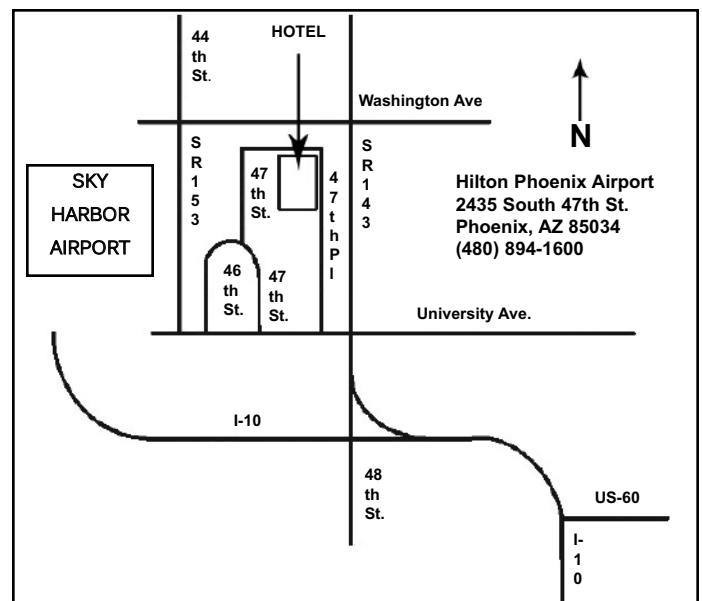 44
th
St.
HOTEL
Washington Ave
N
SKY
HARBOR
AIRPORT
S
R
1
5
3
47
th
St.
4
7
t
h
P
l
S
R
1
4
3
Hilton Phoenix Airport
2435 South 47th St.
Phoenix, AZ 85034
(480) 894-1600
46
th
St.
47
th
St.
University Ave.
I-10
48
th
St.
US-60
I-
1
0